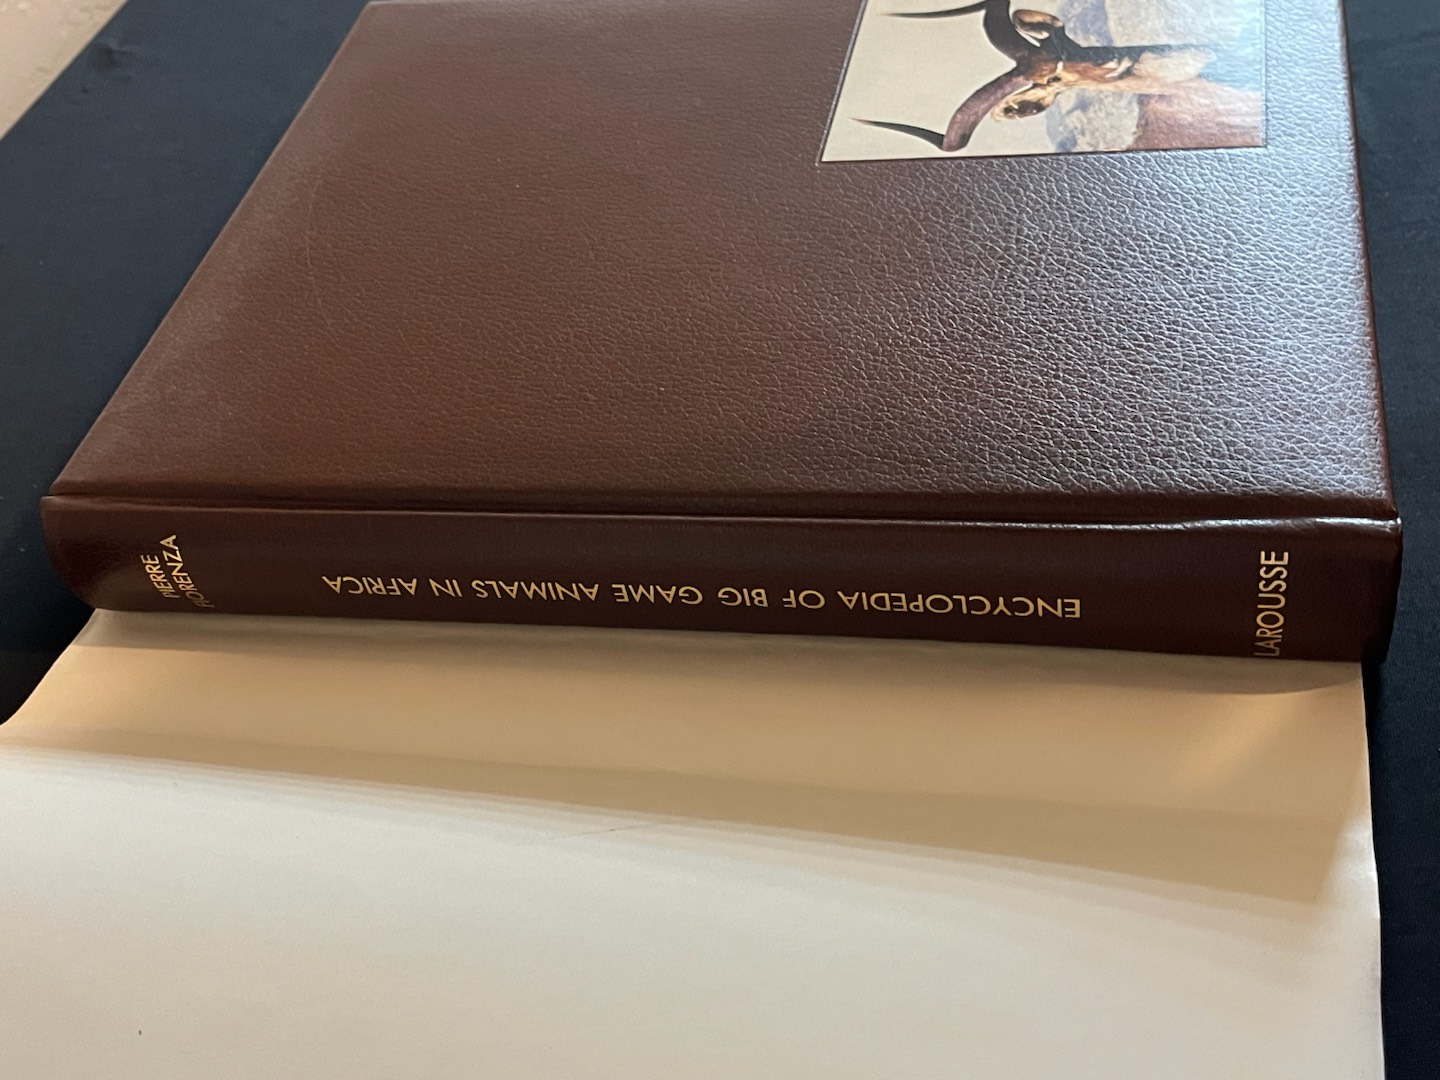 PIERRE
FIORENZA
ENCYCLOPEDIA OF BIG GAME ANIMALS IN AFRICA
LAROUSSE